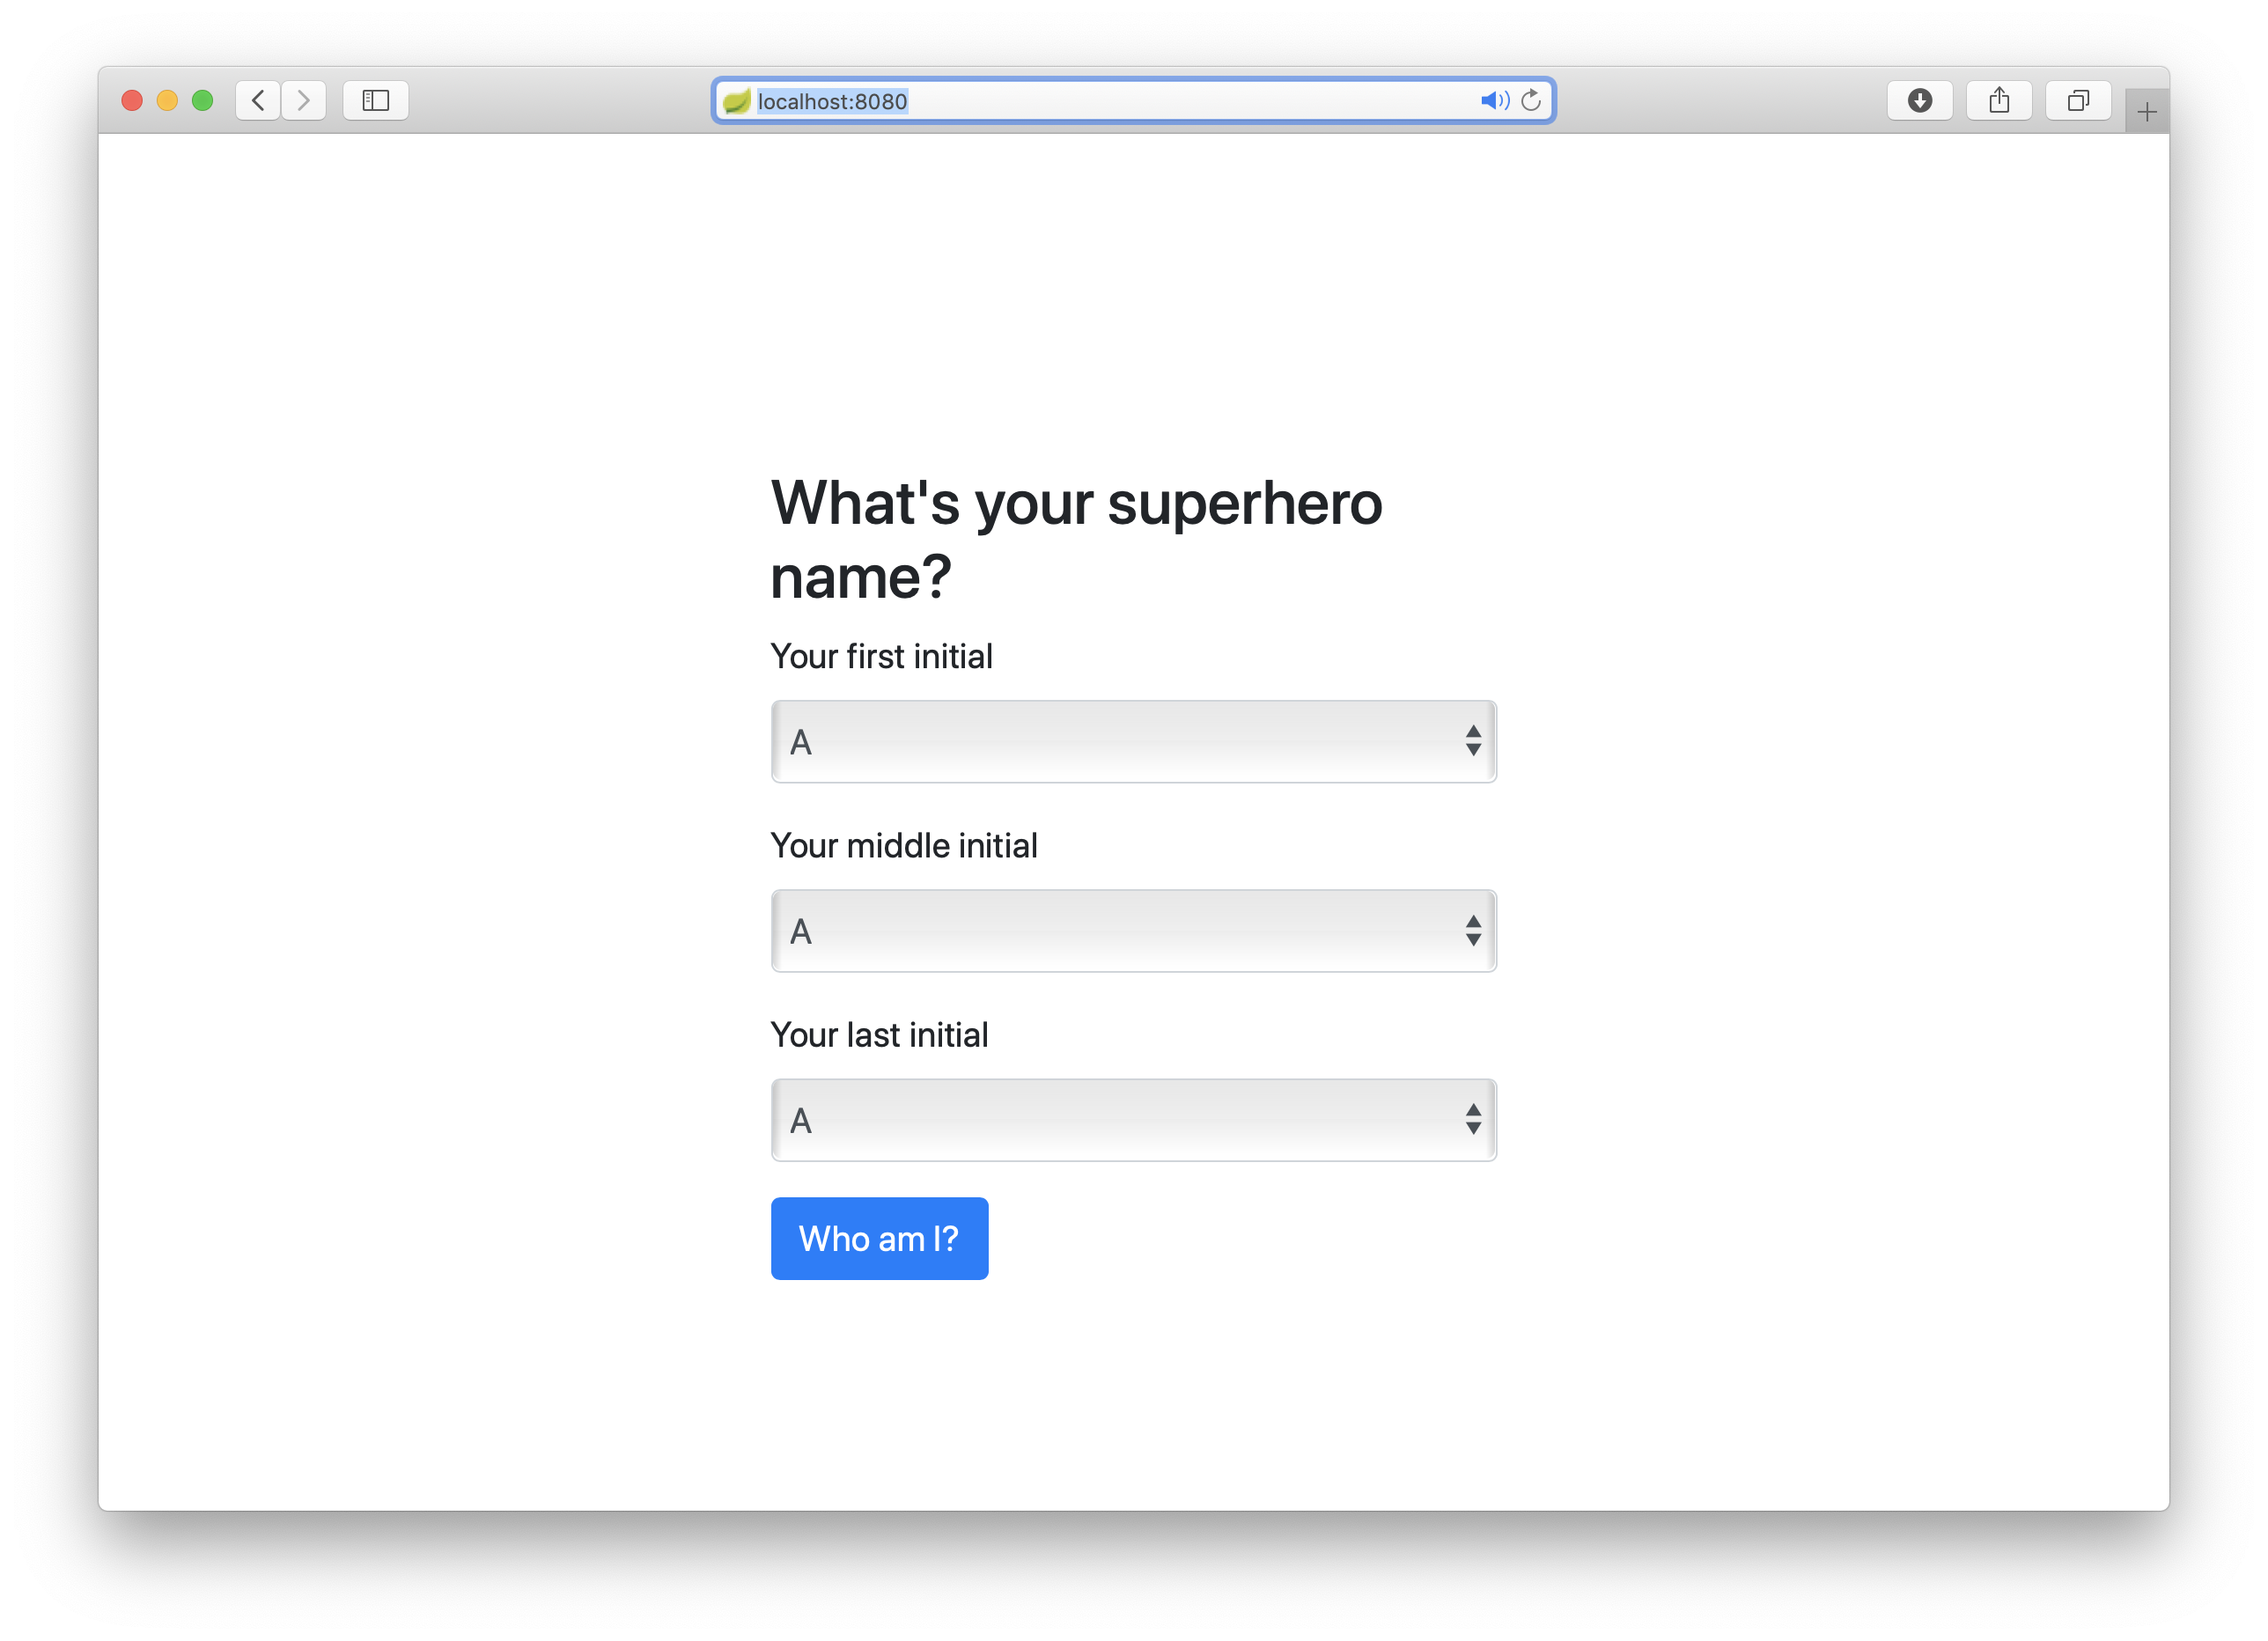 localhost:8080
What's your superhero
name?
Your first initial
A
Your middle initial
A
Your last initial
A
Who am I?